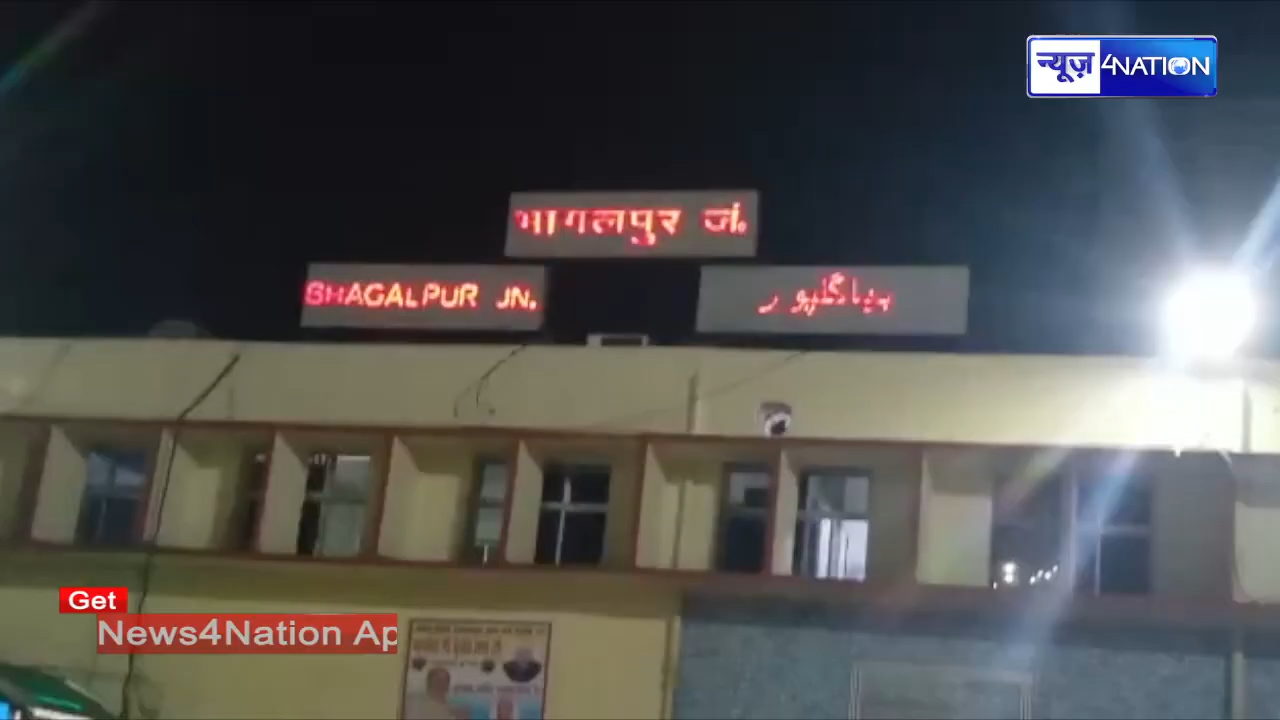 न्यूज़ 4NATION
भागलपुर जं.
BHAGALPUR JN.
بھاگلپور
Get
News4Nation Ap